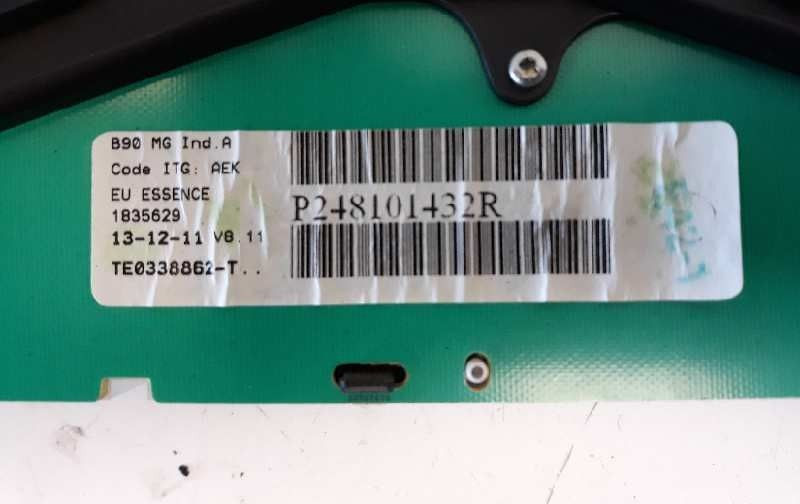 B90 MG Ind.A
Code ITG: AEK
EU ESSENCE
1835629
13-12-11 V8.11
TE0338862-T..
P248101432R